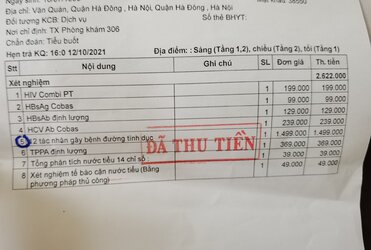 Địa chỉ: Văn Quán, Quận Hà Đông, Hà Nội, Quận Hà Đông, Hà Nội
Đối tượng KCB: Dịch vụ Số thẻ BHYT:
Nơi chỉ định: TX Phòng khám 306
Chẩn đoán: Tiểu buốt
Hẹn trả KQ: 16:0 12/10/2021 Địa điểm: Sảng (Tầng 1,2), chiều (Tầng 2), tối (Tầng 1)
Stt Nội dung Ghi chú SL Đơn giá Th. tiền
Xét nghiệm 2.622.000
1 HIV Combi PT 1 199.000 199.000
2 HBsAg Cobas 1 99.000 99.000
3 HBsAb định lượng 1 129.000 129.000
4 HCV Ab Cobas 1 239.000 239.000
5 12 tác nhân gây bệnh đường tình dục 1 1.499.000 1.499.000
6 TPPA định lượng 1 369.000 369.000
7 Tổng phân tích nước tiểu 14 chỉ số 1 39.000 39.000
8 Xét nghiệm tế bào cặn nước tiểu (Bằng phương pháp thủ công) 1 49.000 49.000
ĐÃ THU TIỀN